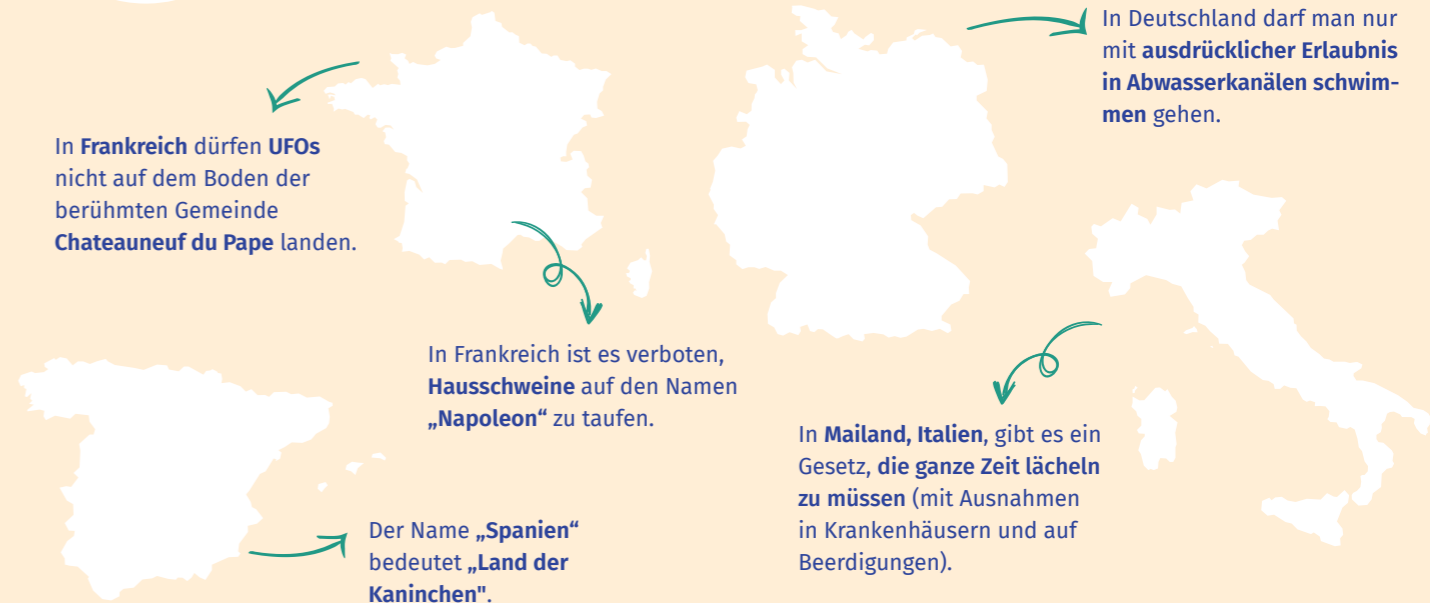 In Deutschland darf man nur
mit ausdrücklicher Erlaubnis
in Abwasserkanälen schwim-
men gehen.
In Frankreich dürfen UFOs
nicht auf dem Boden der
berühmten Gemeinde
Chateauneuf du Pape landen.
In Frankreich ist es verboten,
Hausschweine auf den Namen
„Napoleon“ zu taufen.
In Mailand, Italien, gibt es ein
Gesetz, die ganze Zeit lächeln
zu müssen (mit Ausnahmen
in Krankenhäusern und auf
Beerdigungen).
Der Name „Spanien“
bedeutet „Land der
Kaninchen".